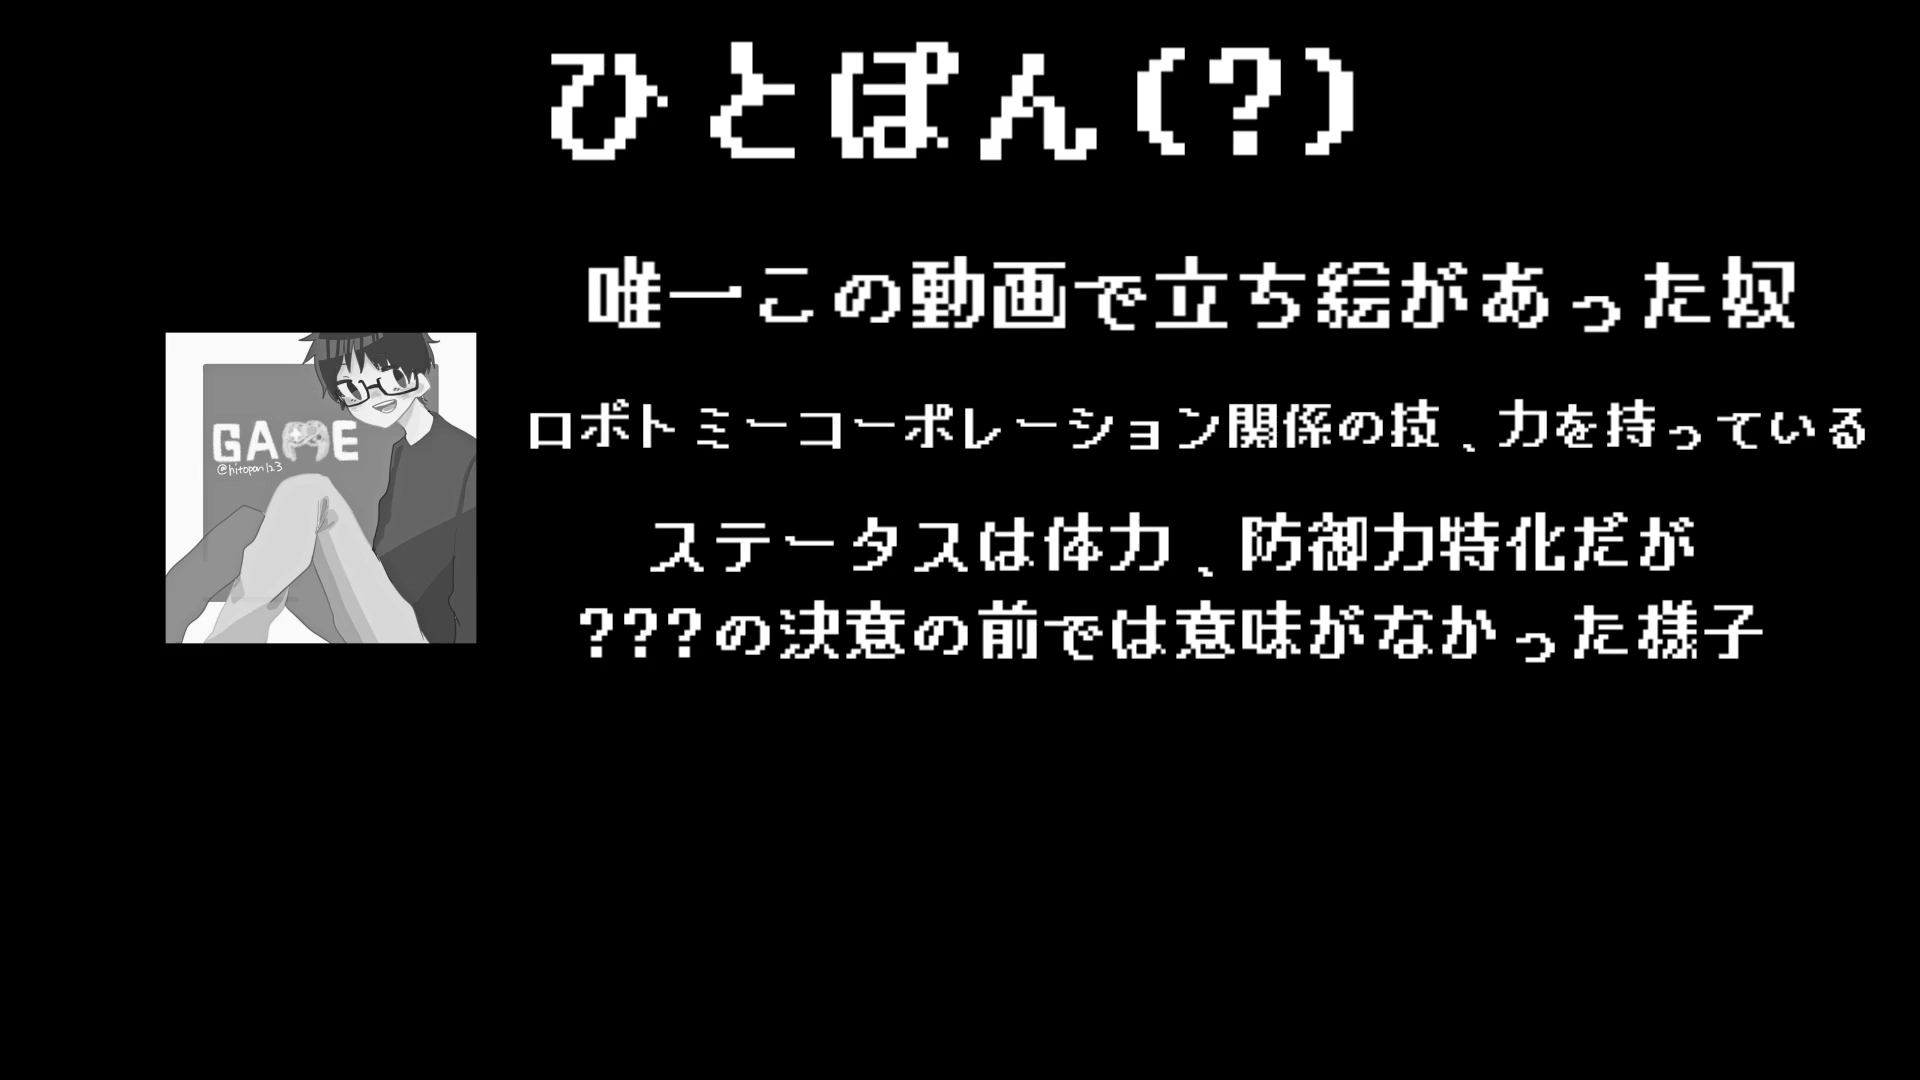 ひとぽん(?)
唯一この動画で立ち絵があった奴
ロボトミーコーポレーション関係の技、力を持っている
ステータスは体力、防御力特化だが
???の決意の前では意味がなかった様子
GAME
@hitopon123